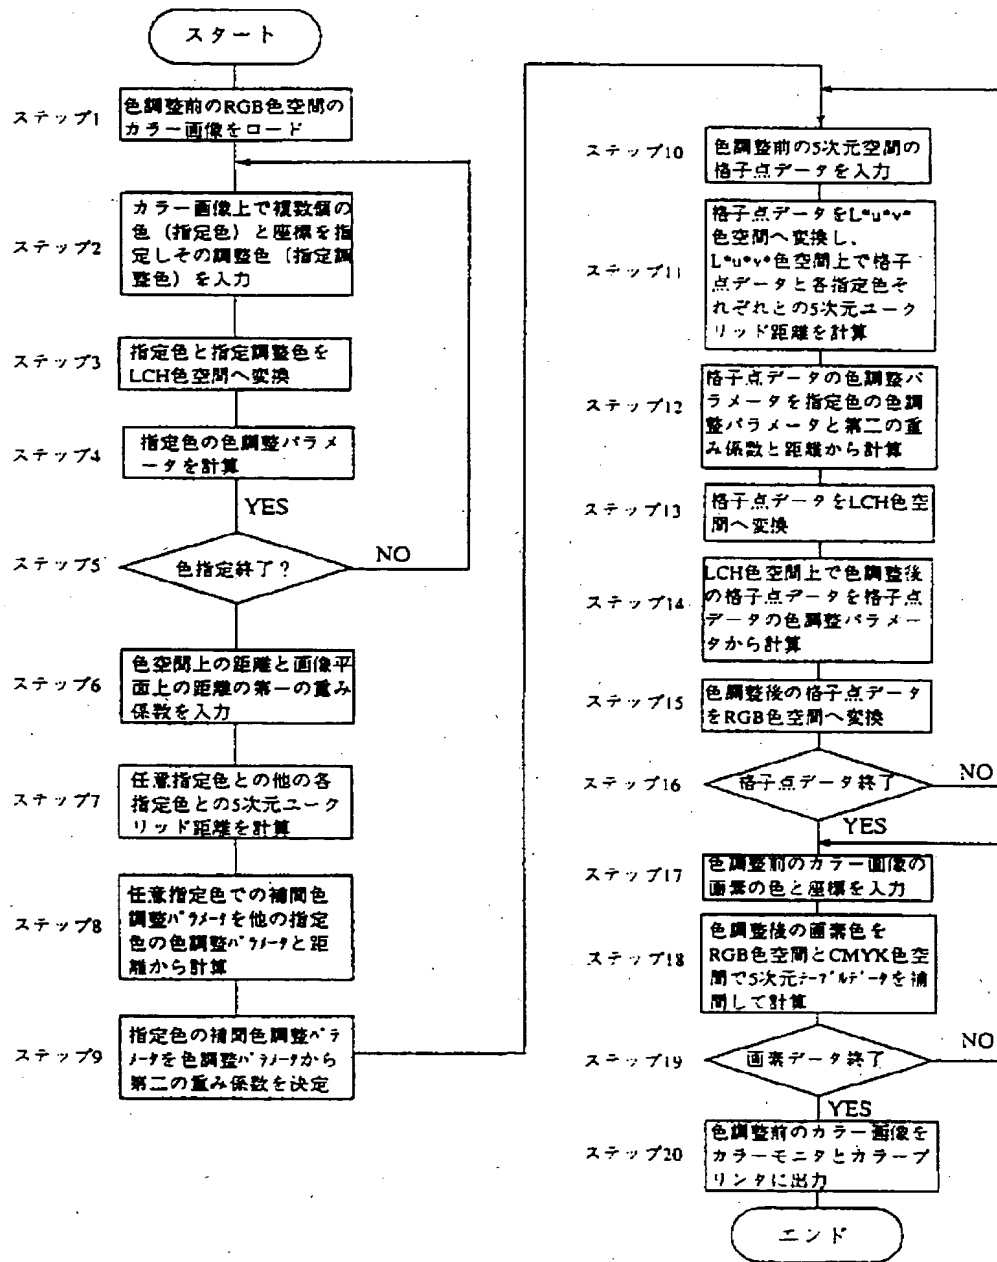 スタート
ステップ1
色調整前のRGB色空間の
カラー画像をロード
ステップ2
カラー画像上で複数個の
色（指定色）と座標を指
定しその調整色（指定調
整色）を入力
ステップ3
指定色と指定調整色を
LCH色空間へ変換
ステップ4
指定色の色調整パラメ
ータを計算
YES
ステップ5
色指定終了？
NO
ステップ6
色空間上の距離と画像平
面上の距離の第一の重み
係数を入力
ステップ7
任意指定色との他の各
指定色との5次元ユーク
リッド距離を計算
ステップ8
任意指定色での補間色
調整パラメータを他の指定
色の色調整パラメータと距
離から計算
ステップ9
指定色の補間色調整パラ
メータを色調整パラメータから
第二の重み係数を決定
ステップ10
色調整前の5次元空間の
格子点データを入力
ステップ11
格子点データをL*u*v*
色空間へ変換し、
L*u*v*色空間上で格子
点データと各指定色そ
れぞれとの5次元ユーク
リッド距離を計算
ステップ12
格子点データの色調整パ
ラメータを指定色の色調
整パラメータと第二の重
み係数と距離から計算
ステップ13
格子点データをLCH色空
間へ変換
ステップ14
LCH色空間上で色調整後
の格子点データを格子点
データの色調整パラメー
タから計算
ステップ15
色調整後の格子点データ
をRGB色空間へ変換
ステップ16
格子点データ終了
NO
YES
ステップ17
色調整前のカラー画像の
画素の色と座標を入力
ステップ18
色調整後の画素色を
RGB色空間とCMYK色空
間で5次元テーブルデータを補
間して計算
ステップ19
画素データ終了
NO
YES
ステップ20
色調整前のカラー画像を
カラーモニタとカラープ
リンタに出力
エンド